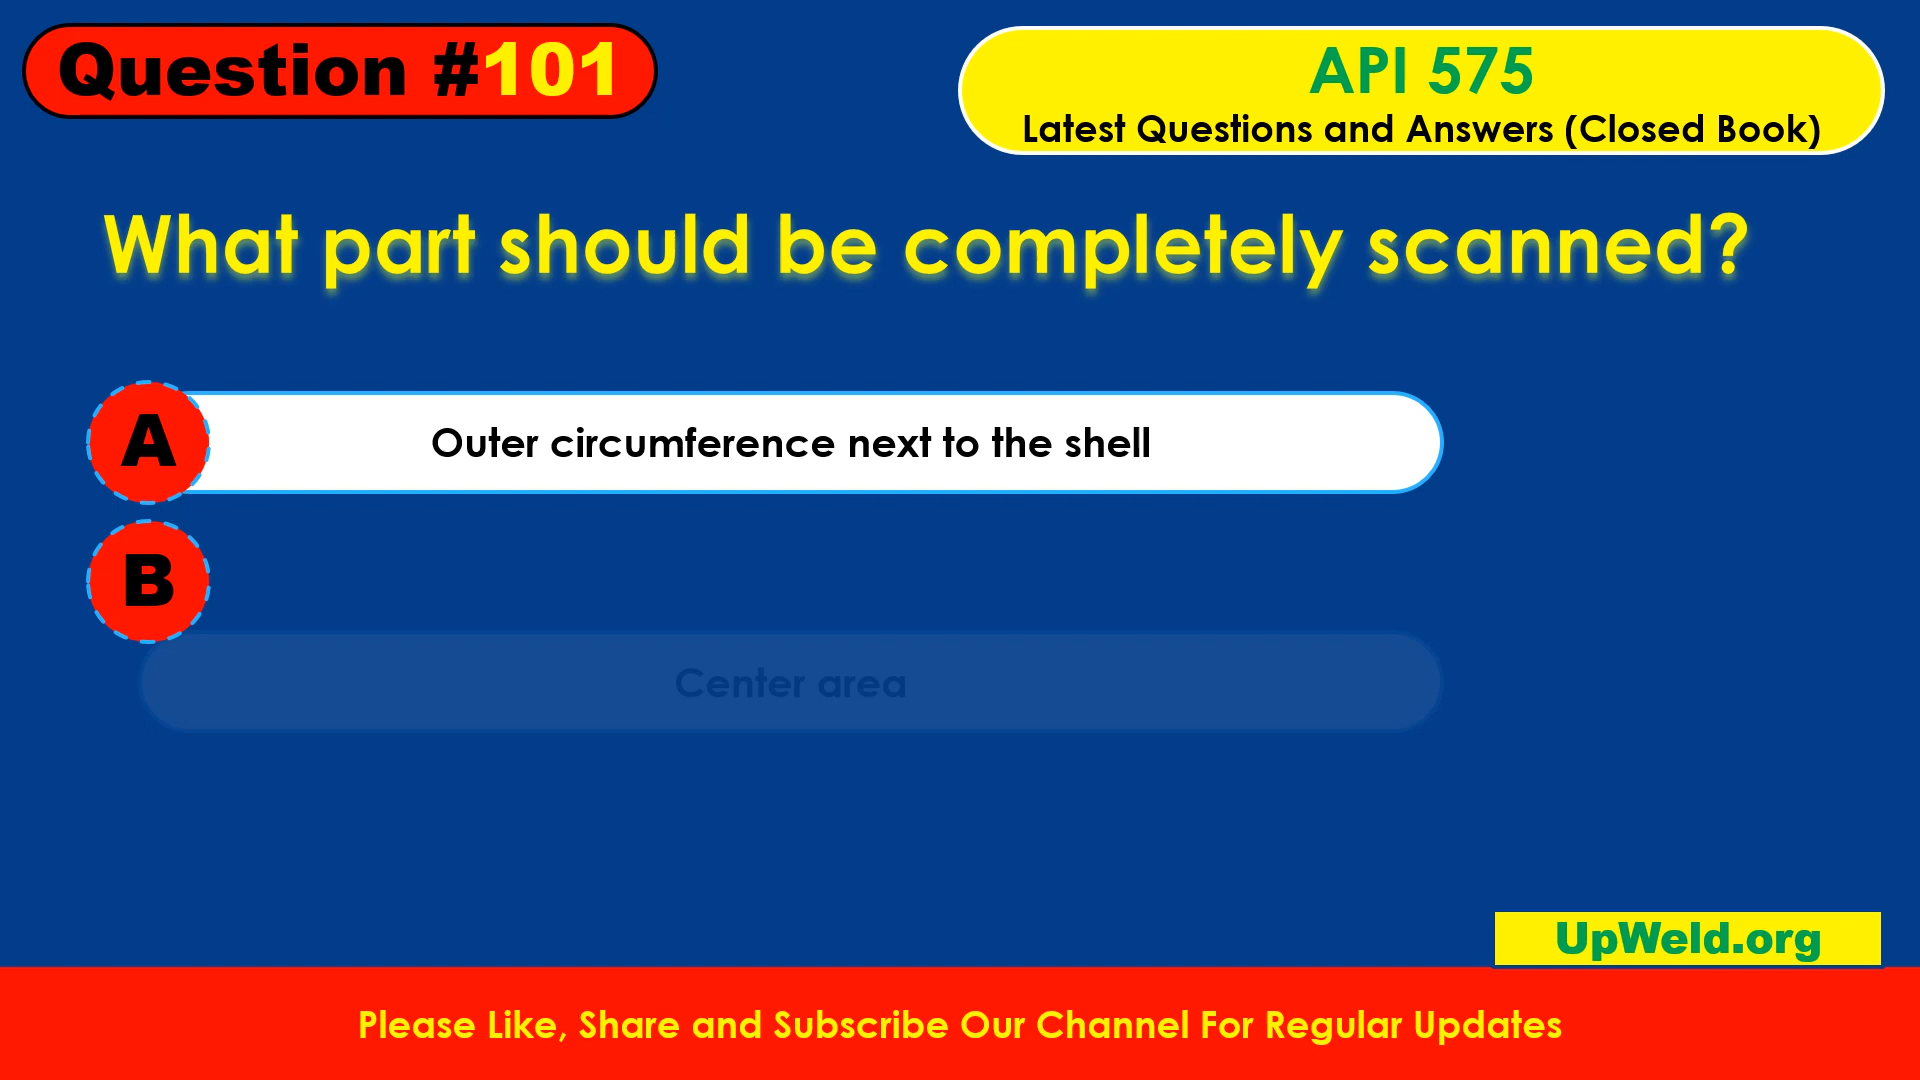 Question #101
API 575
Latest Questions and Answers (Closed Book)
What part should be completely scanned?
A
Outer circumference next to the shell
B
Center area
UpWeld.org
Please Like, Share and Subscribe Our Channel For Regular Updates